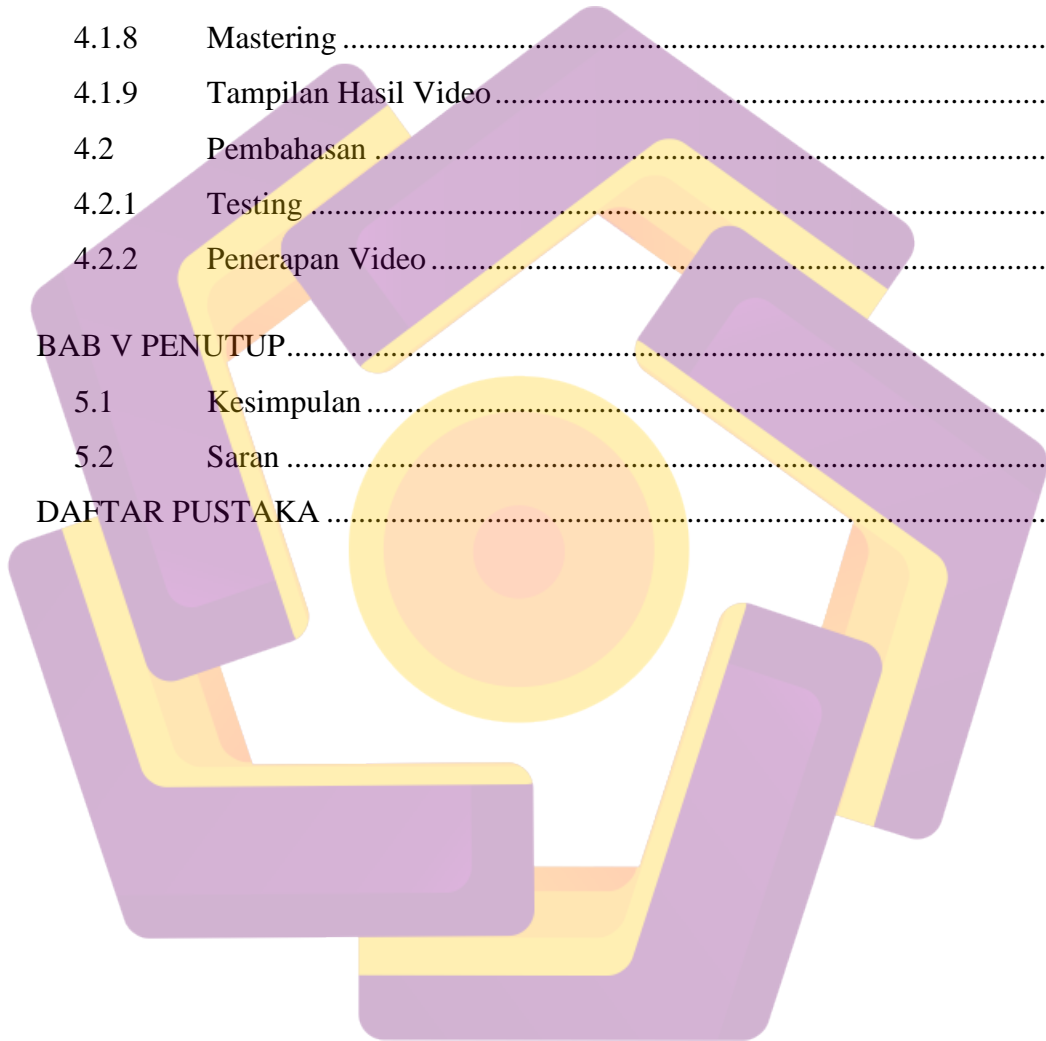 4.1.8 Mastering ........................................................................................
4.1.9 Tampilan Hasil Video ........................................................................................
4.2 Pembahasan ........................................................................................
4.2.1 Testing ........................................................................................
4.2.2 Penerapan Video ........................................................................................
BAB V PENUTUP ........................................................................................
5.1 Kesimpulan ........................................................................................
5.2 Saran ........................................................................................
DAFTAR PUSTAKA ........................................................................................